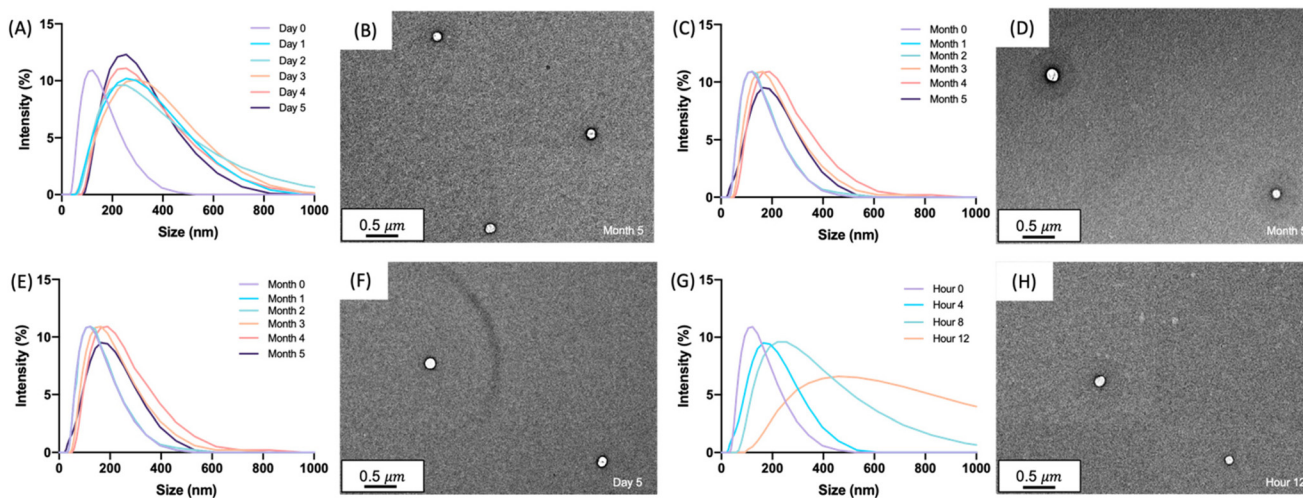 (A)
15
10
5
0
Intensity (%)
Day 0
Day 1
Day 2
Day 3
Day 4
Day 5
0 200 400 600 800 1000
Size (nm)
(B)
0.5 μm
Month 5
(C)
15
10
5
0
Intensity (%)
Month 0
Month 1
Month 2
Month 3
Month 4
Month 5
0 200 400 600 800 1000
Size (nm)
(D)
0.5 μm
Month 5
(E)
15
10
5
0
Intensity (%)
Month 0
Month 1
Month 2
Month 3
Month 4
Month 5
0 200 400 600 800 1000
Size (nm)
(F)
0.5 μm
Day 5
(G)
15
10
5
0
Intensity (%)
Hour 0
Hour 4
Hour 8
Hour 12
0 200 400 600 800 1000
Size (nm)
(H)
0.5 μm
Hour 12